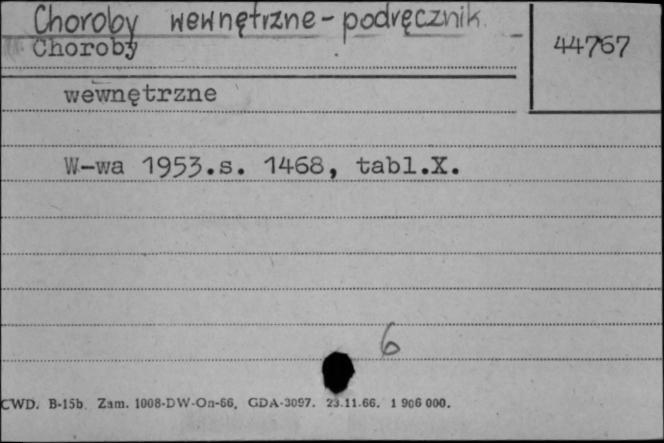 Choroby wewnętrzne - podręcznik
44767
Choroby
wewnętrzne
W-wa 1953.s. 1468, tabl.X.
6
CWD. B-15b. Zam. 1008-DW-On-66, GDA-3097. 23.11.66. 1 906 000.